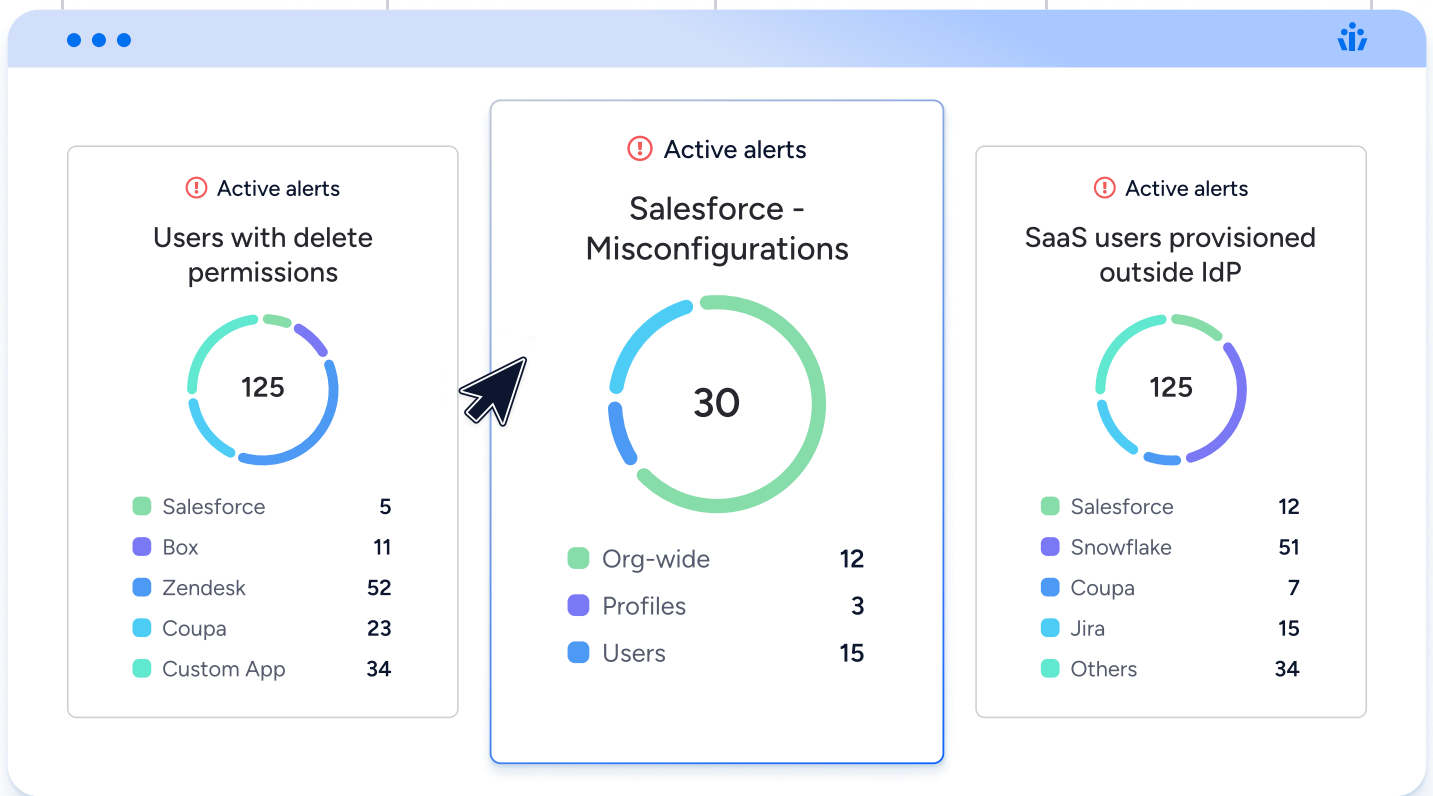 Active alerts
Users with delete
permissions
125
Salesforce 5
Box 11
Zendesk 52
Coupa 23
Custom App 34
Active alerts
Salesforce -
Misconfigurations
30
Org-wide 12
Profiles 3
Users 15
Active alerts
SaaS users provisioned
outside IdP
125
Salesforce 12
Snowflake 51
Coupa 7
Jira 15
Others 34